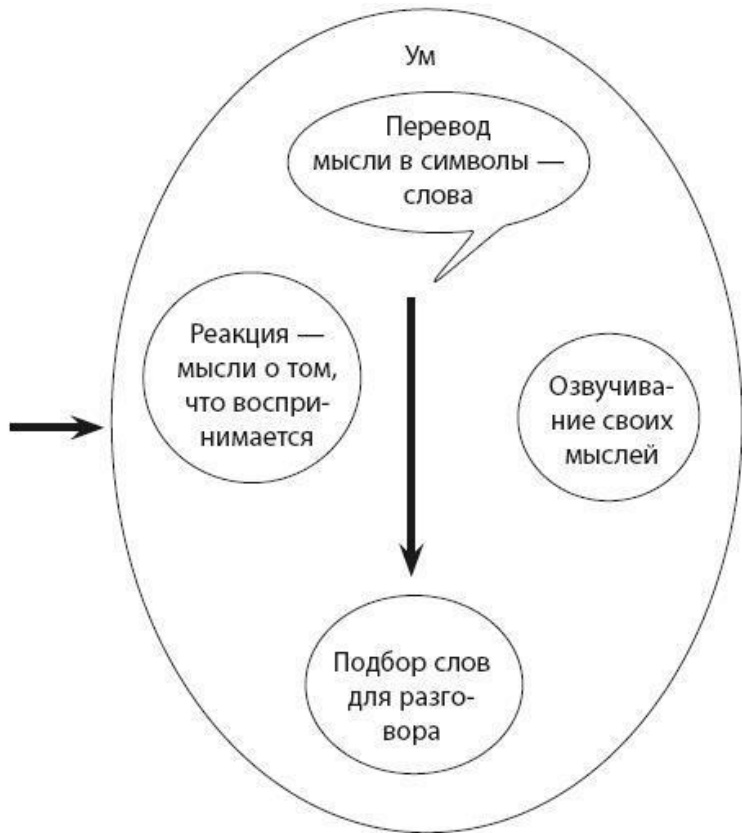 Ум
Перевод
мысли в символы —
слова
Реакция —
мысли о том,
что воспри-
нимается
Озвучива-
ние своих
мыслей
Подбор слов
для разго-
вора